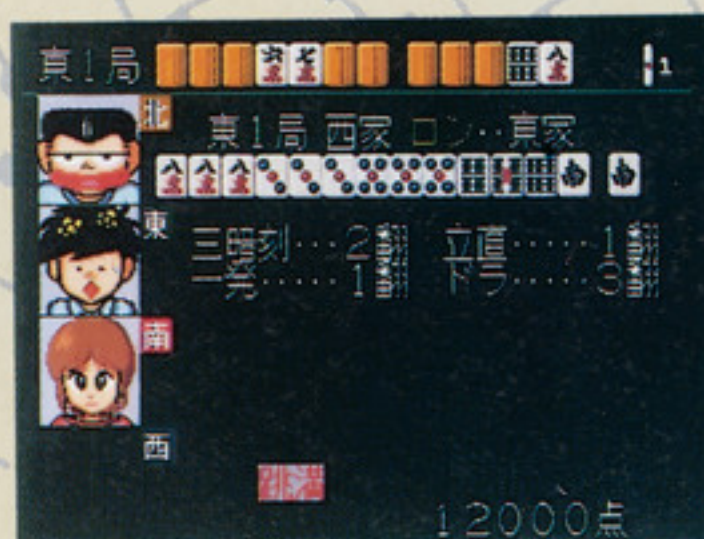 東1局 1
北
東1局 西家 ロン‥東家
東
三暗刻‥‥2翻 立直‥‥‥1翻
一発‥‥‥1翻 ドラ‥‥‥3翻
南
西
跳満
12000点